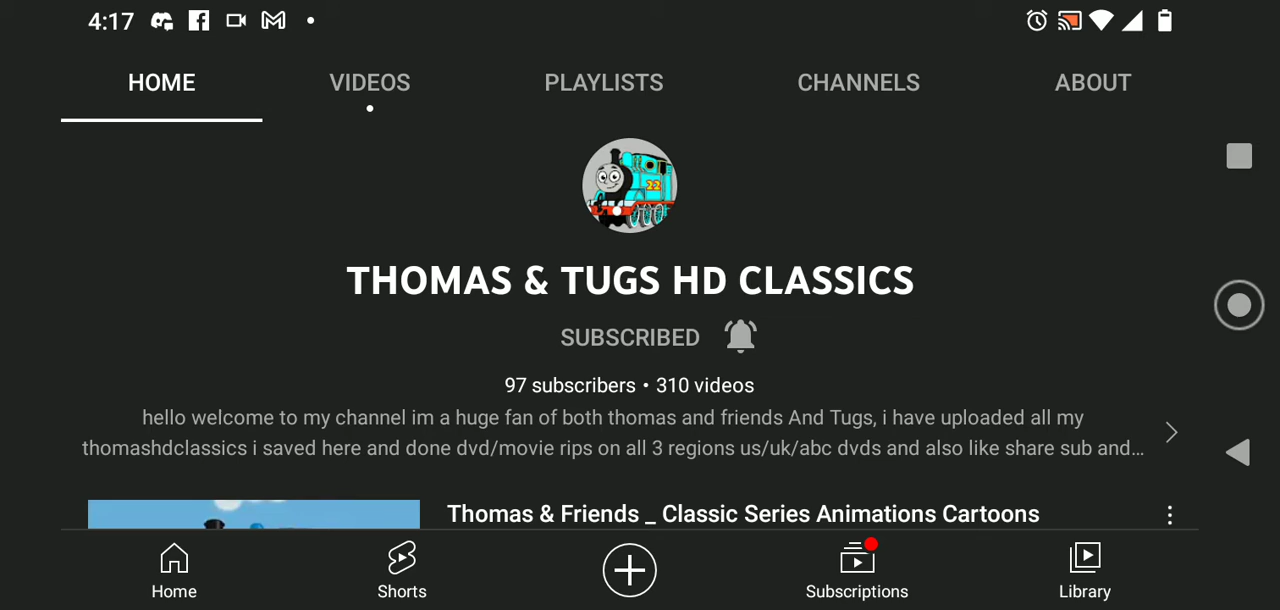 4:17
HOME VIDEOS PLAYLISTS CHANNELS ABOUT
22
THOMAS & TUGS HD CLASSICS
SUBSCRIBED
97 subscribers • 310 videos
hello welcome to my channel im a huge fan of both thomas and friends And Tugs, i have uploaded all my
thomashdclassics i saved here and done dvd/movie rips on all 3 regions us/uk/abc dvds and also like share sub and…
Thomas & Friends _ Classic Series Animations Cartoons
Home Shorts Subscriptions Library